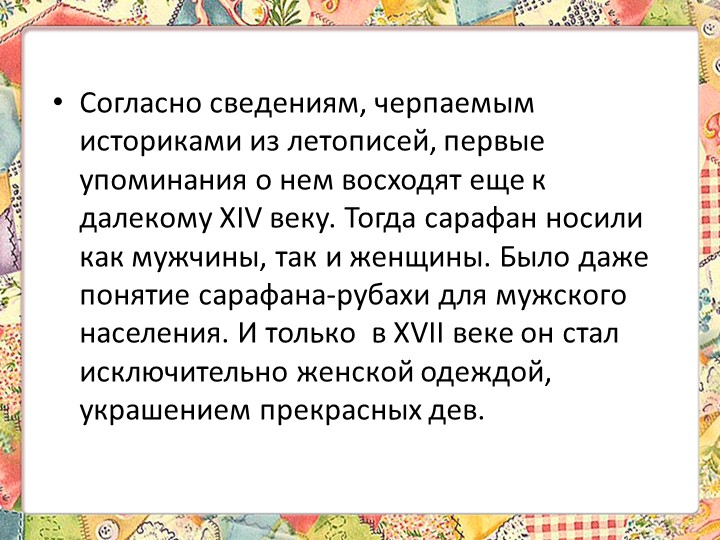 • Согласно сведениям, черпаемым
историками из летописей, первые
упоминания о нем восходят еще к
далекому XIV веку. Тогда сарафан носили
как мужчины, так и женщины. Было даже
понятие сарафана-рубахи для мужского
населения. И только  в XVII веке он стал
исключительно женской одеждой,
украшением прекрасных дев.